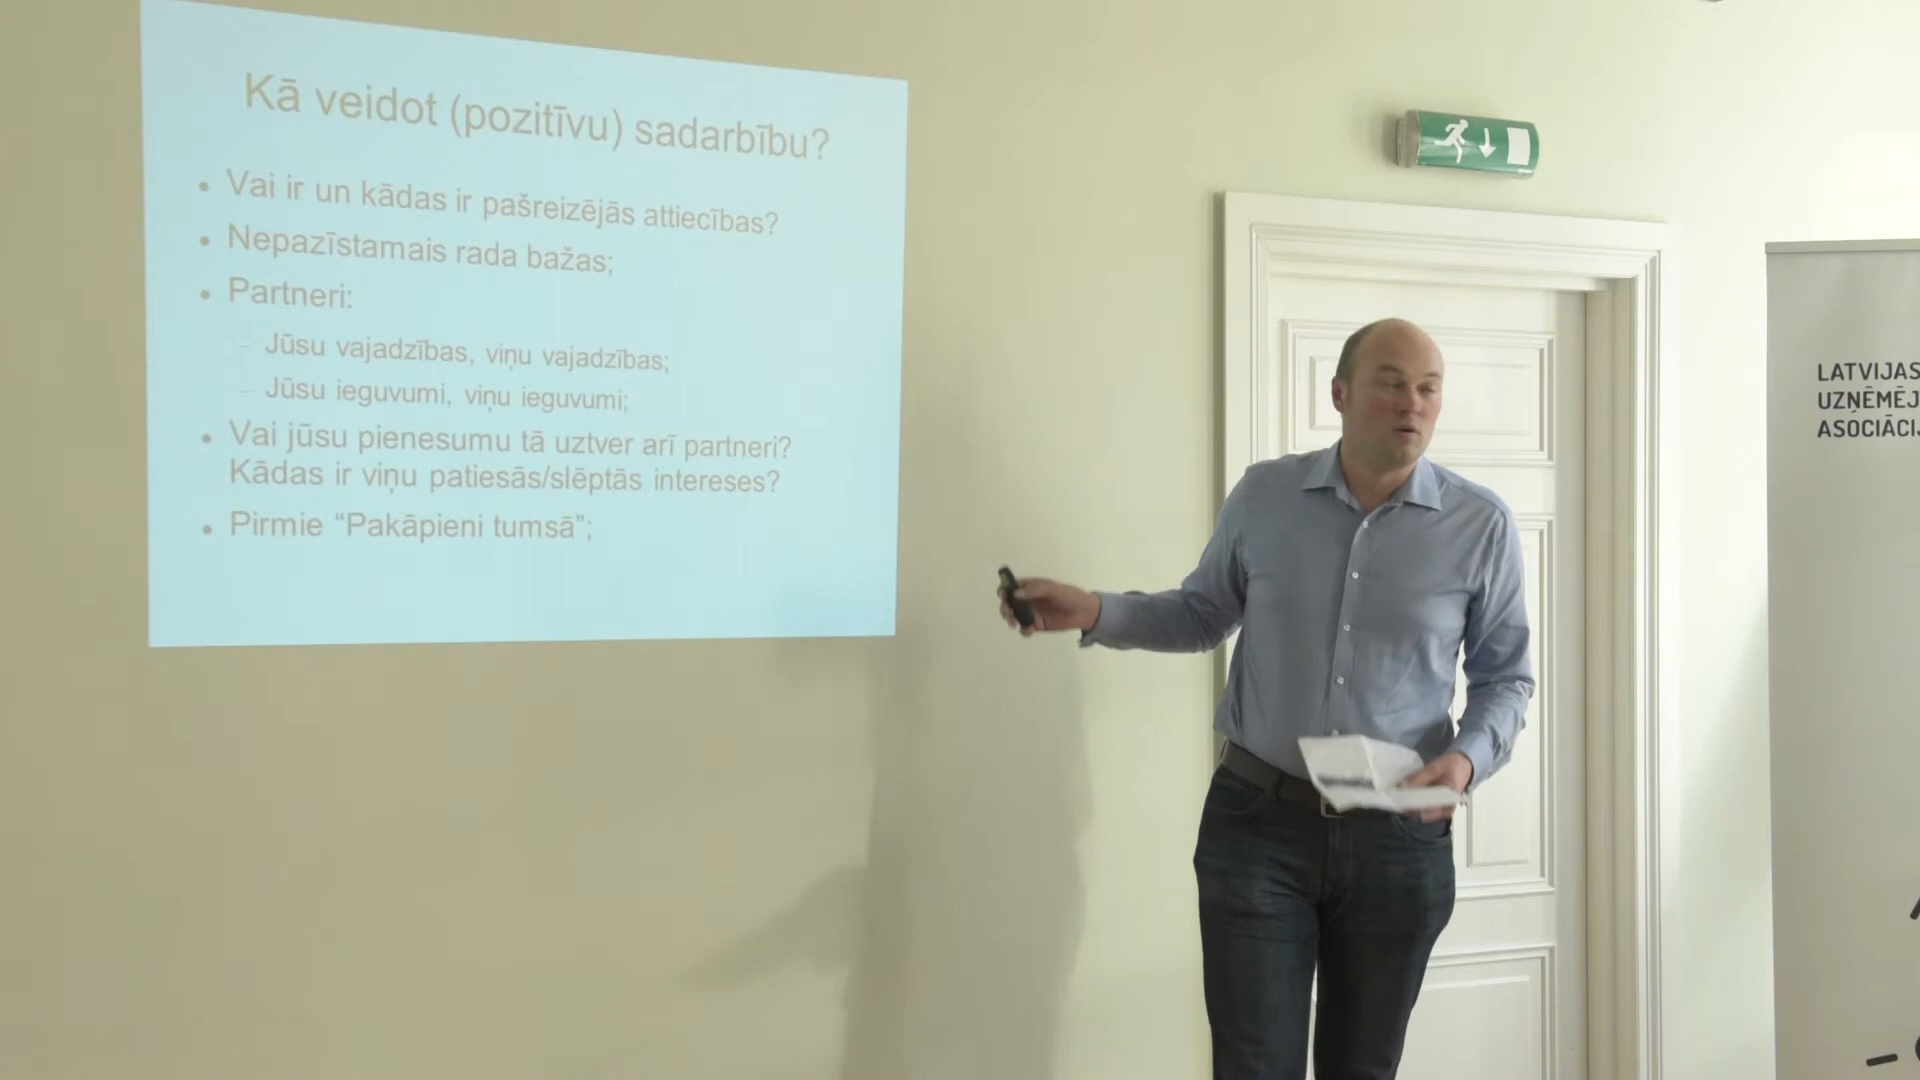 Kā veidot (pozitīvu) sadarbību?
• Vai ir un kādas ir pašreizējās attiecības?
• Nepazīstamais rada bažas;
• Partneri:
– Jūsu vajadzības, viņu vajadzības;
– Jūsu ieguvumi, viņu ieguvumi;
• Vai jūsu pienesumu tā uztver arī partneri?
Kādas ir viņu patiesās/slēptās intereses?
• Pirmie “Pakāpieni tumsā”;
LATVIJAS
UZŅĒMĒJ
ASOCIĀCIJ